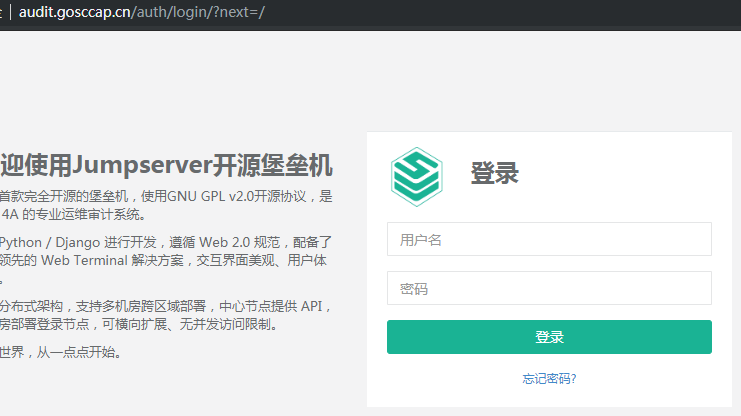 audit.gosccap.cn/auth/login/?next=/
迎使用Jumpserver开源堡垒机
首款完全开源的堡垒机，使用GNU GPL v2.0开源协议，是
4A 的专业运维审计系统。
Python / Django 进行开发，遵循 Web 2.0 规范，配备了
领先的 Web Terminal 解决方案，交互界面美观、用户体
。
分布式架构，支持多机房跨区域部署，中心节点提供 API，
房部署登录节点，可横向扩展、无并发访问限制。
世界，从一点点开始。
登录
用户名
密码
登录
忘记密码?